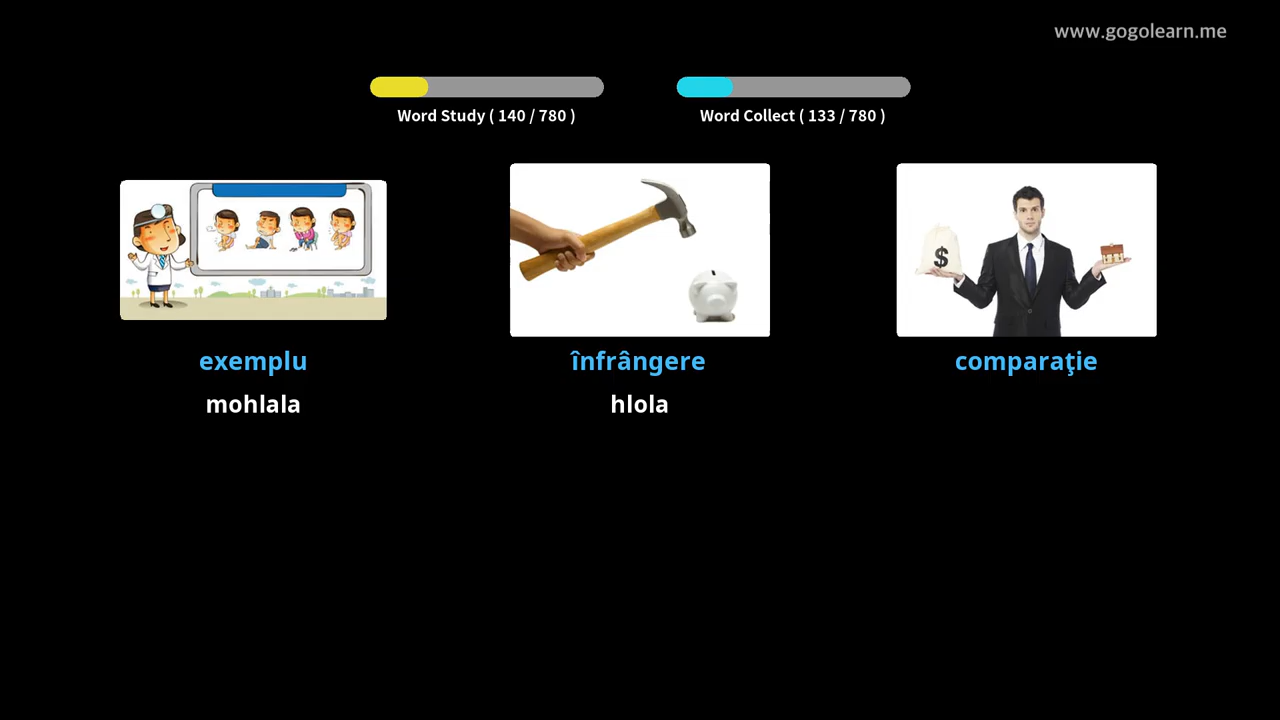 www.gogolearn.me
Word Study ( 140 / 780 )
Word Collect ( 133 / 780 )
$
exemplu
înfrângere
comparaţie
mohlala
hlola